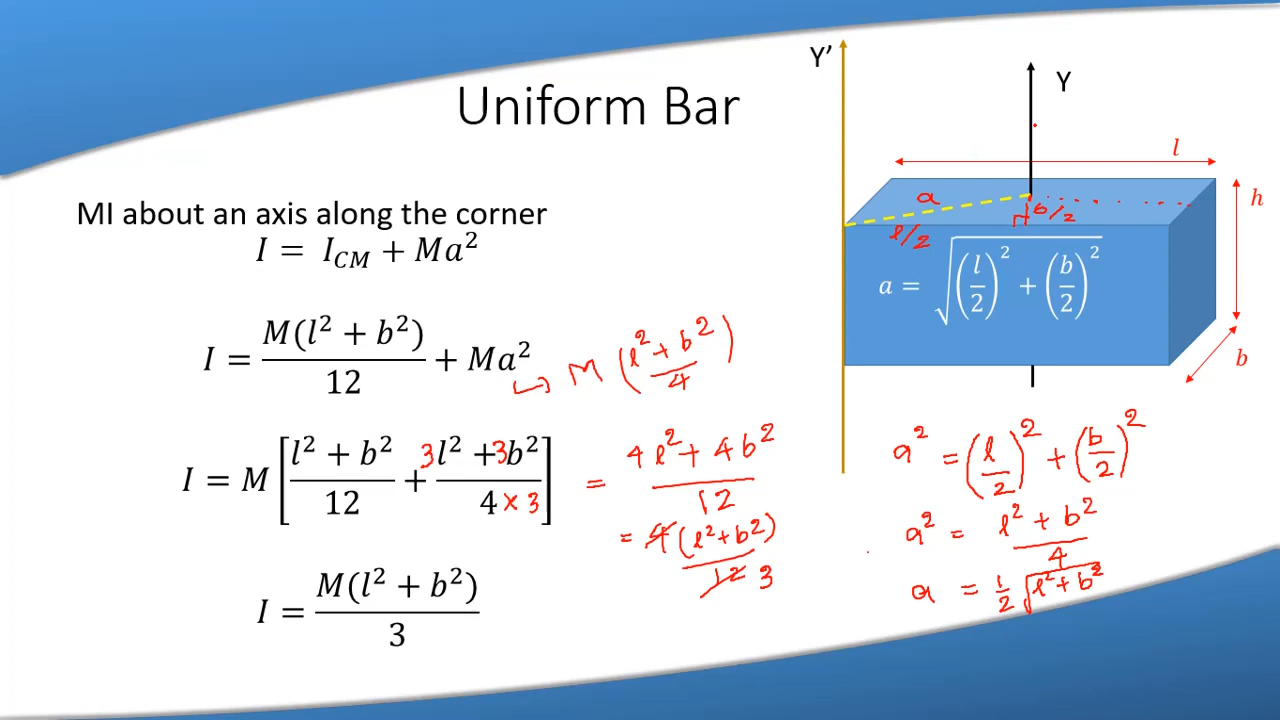 Uniform Bar
MI about an axis along the corner
I = I_CM + Ma²
I = M(l² + b²)/12 + Ma²
↳ M (l² + b²/4)
I = M [(l² + b²)/12 + (3l² + 3b²)/(4 × 3)]
= (4l² + 4b²)/12
= 4(l² + b²)/12 3
I = M(l² + b²)/3
Y’
Y
l
h
b
a
b/2
l/2
a = √((l/2)² + (b/2)²)
a² = (l/2)² + (b/2)²
a² = (l² + b²)/4
a = 1/2 √(l² + b²)